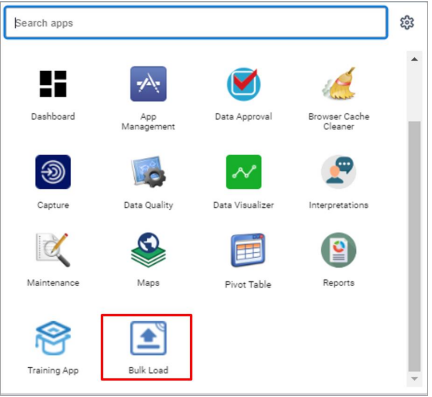 Search apps
Dashboard
App
Management
Data Approval
Browser Cache
Cleaner
Capture
Data Quality
Data Visualizer
Interpretations
Maintenance
Maps
Pivot Table
Reports
Training App
Bulk Load